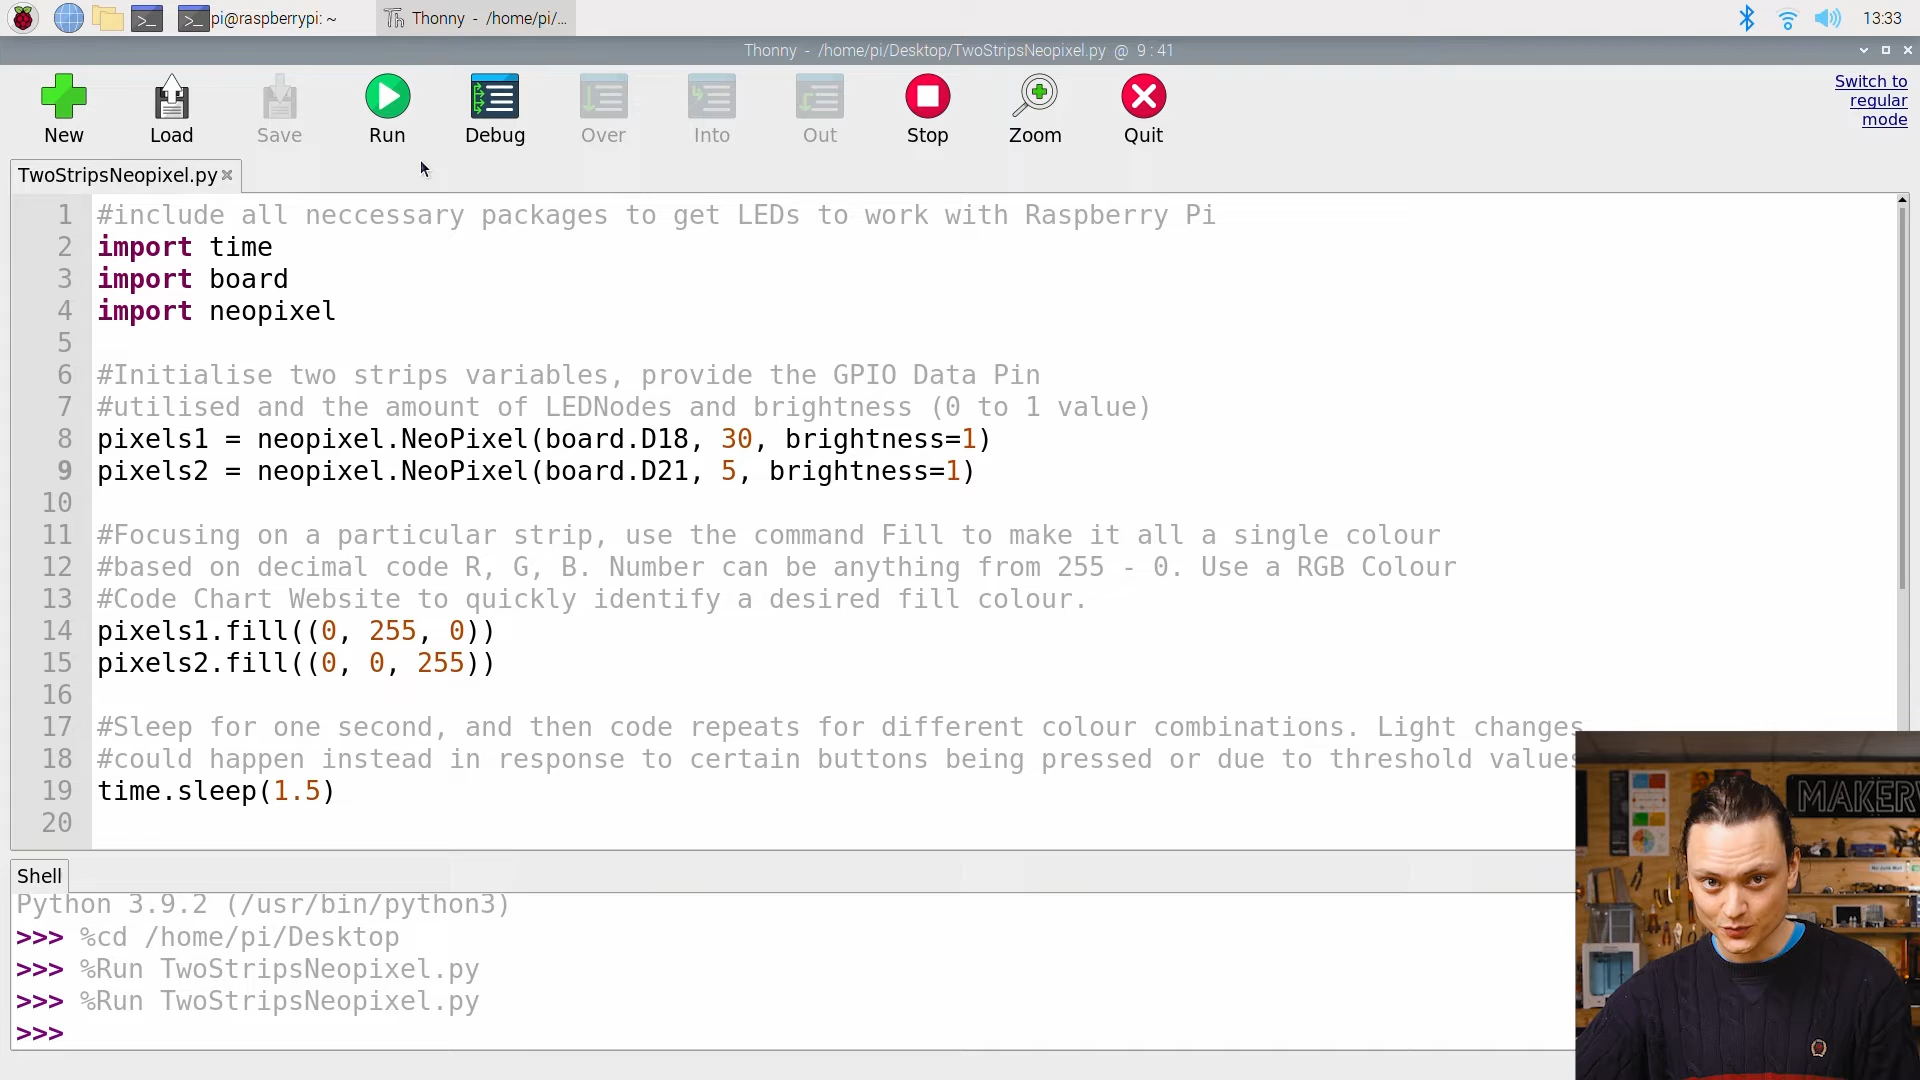 pi@raspberrypi: ~
Thonny - /home/pi/...
13:33
Thonny - /home/pi/Desktop/TwoStripsNeopixel.py @ 9 : 41
New
Load
Save
Run
Debug
Over
Into
Out
Stop
Zoom
Quit
Switch to
regular
mode
TwoStripsNeopixel.py
1 #include all neccessary packages to get LEDs to work with Raspberry Pi
2 import time
3 import board
4 import neopixel
5
6 #Initialise two strips variables, provide the GPIO Data Pin
7 #utilised and the amount of LEDNodes and brightness (0 to 1 value)
8 pixels1 = neopixel.NeoPixel(board.D18, 30, brightness=1)
9 pixels2 = neopixel.NeoPixel(board.D21, 5, brightness=1)
10
11 #Focusing on a particular strip, use the command Fill to make it all a single colour
12 #based on decimal code R, G, B. Number can be anything from 255 - 0. Use a RGB Colour
13 #Code Chart Website to quickly identify a desired fill colour.
14 pixels1.fill((0, 255, 0))
15 pixels2.fill((0, 0, 255))
16
17 #Sleep for one second, and then code repeats for different colour combinations. Light changes
18 #could happen instead in response to certain buttons being pressed or due to threshold values
19 time.sleep(1.5)
20
Shell
Python 3.9.2 (/usr/bin/python3)
>>> %cd /home/pi/Desktop
>>> %Run TwoStripsNeopixel.py
>>> %Run TwoStripsNeopixel.py
>>>
MAKERV